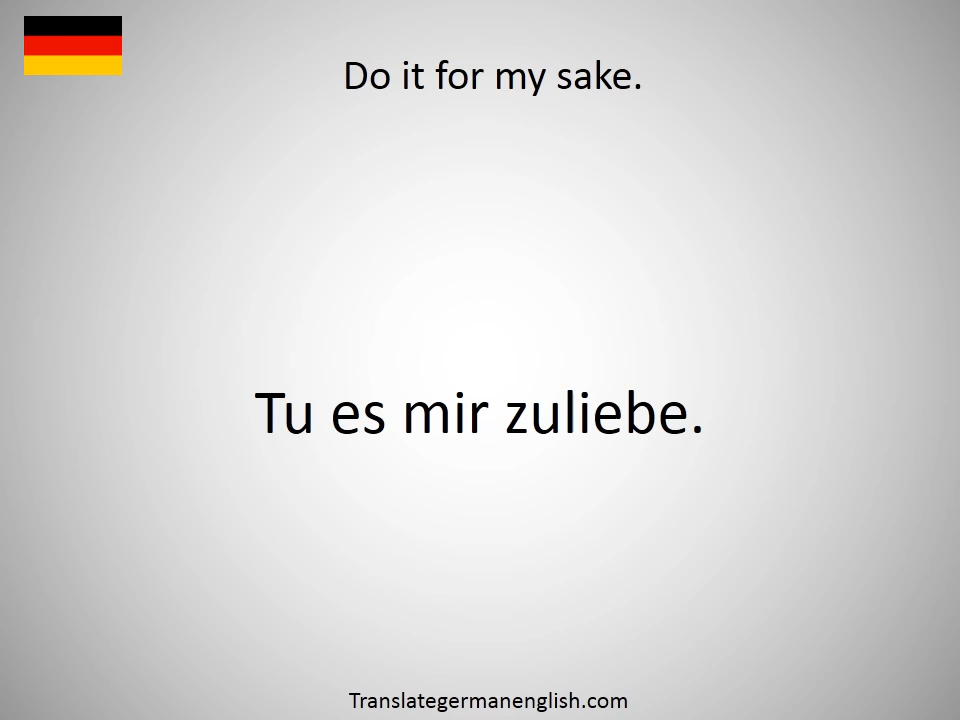 Do it for my sake.
Tu es mir zuliebe.
Translategermanenglish.com